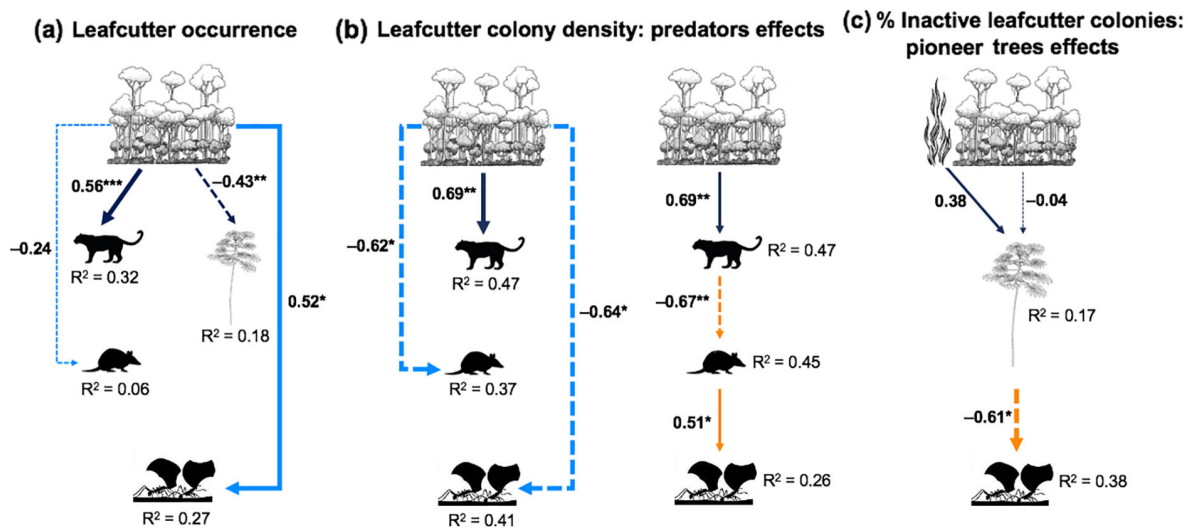 (a) Leafcutter occurrence
0.56***
–0.43**
–0.24
R² = 0.32
0.52*
R² = 0.18
R² = 0.06
R² = 0.27
(b) Leafcutter colony density: predators effects
0.69**
–0.62*
R² = 0.47
–0.64*
R² = 0.37
R² = 0.41
0.69**
R² = 0.47
–0.67**
R² = 0.45
0.51*
R² = 0.26
(c) % Inactive leafcutter colonies:
pioneer trees effects
0.38
–0.04
R² = 0.17
–0.61*
R² = 0.38